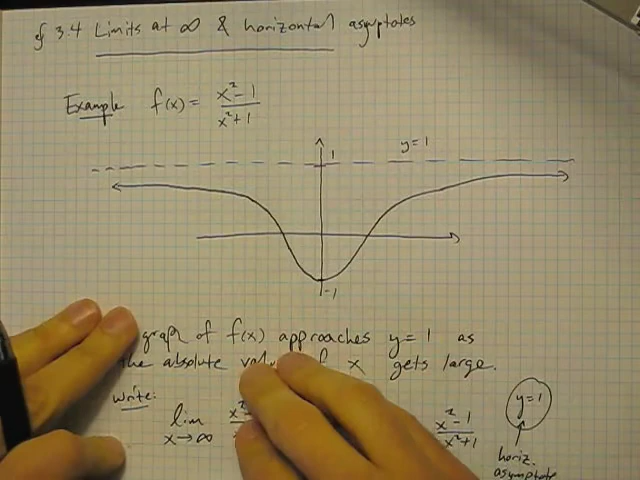 § 3.4 Limits at ∞ & horizontal asymptotes
Example f(x) = x²-1
x²+1
y=1
1
-1
graph of f(x) approaches y=1 as
the absolute x gets large.
write: lim x²-1
x→∞ x²+1
y=1
horiz.
asymptote